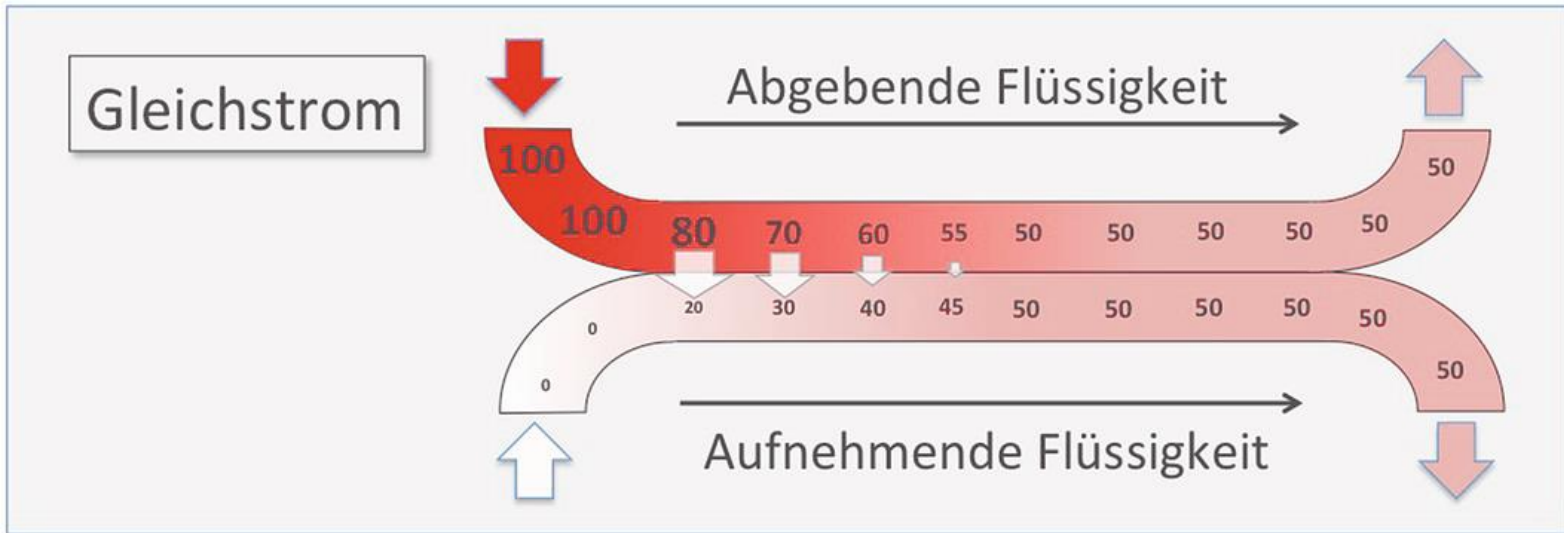 Gleichstrom
Abgebende Flüssigkeit
100
50
100 80 70 60 55 50 50 50 50 50
0 20 30 40 45 50 50 50 50 50
0
50
Aufnehmende Flüssigkeit